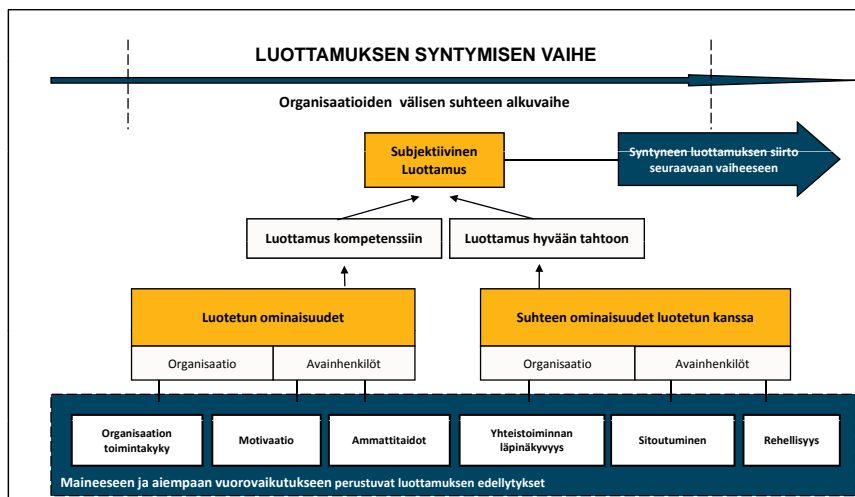 LUOTTAMUKSEN SYNTYMISEN VAIHE
Organisaatioiden välisen suhteen alkuvaihe
Subjektiivinen
Luottamus
Syntyneen luottamuksen siirto
seuraavaan vaiheeseen
Luottamus kompetenssiin
Luottamus hyvään tahtoon
Luotetun ominaisuudet
Suhteen ominaisuudet luotetun kanssa
Organisaatio
Avainhenkilöt
Organisaatio
Avainhenkilöt
Organisaation
toimintakyky
Motivaatio
Ammattitaidot
Yhteistoiminnan
läpinäkyvyys
Sitoutuminen
Rehellisyys
Maineeseen ja aiempaan vuorovaikutukseen perustuvat luottamuksen edellytykset